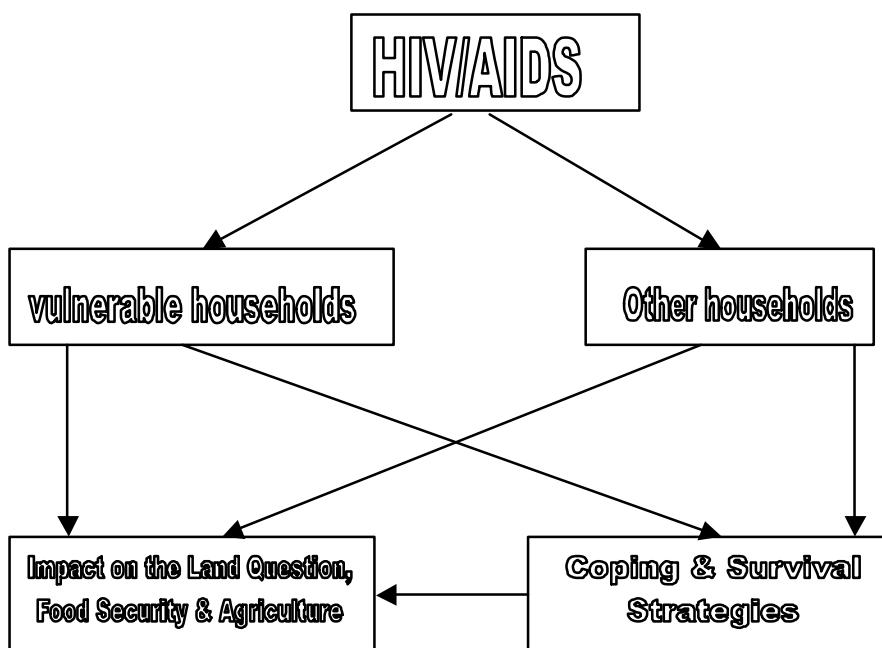 HIV/AIDS
vulnerable households
Other households
Impact on the Land Question,
Food Security & Agriculture
Coping & Survival
Strategies